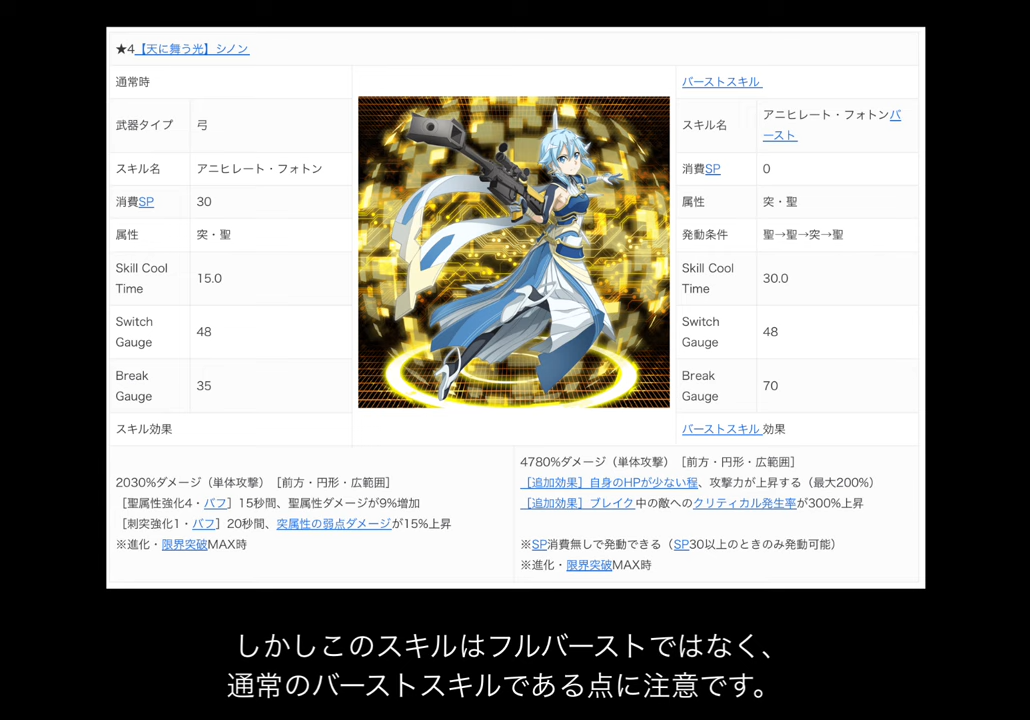 ★4【天に舞う光】シノン
通常時
武器タイプ 弓
スキル名 アニヒレート・フォトン
消費SP 30
属性 突・聖
Skill Cool
Time 15.0
Switch
Gauge 48
Break
Gauge 35
スキル効果
バーストスキル
スキル名 アニヒレート・フォトンバ
ースト
消費SP 0
属性 突・聖
発動条件 聖→聖→突→聖
Skill Cool
Time 30.0
Switch
Gauge 48
Break
Gauge 70
バーストスキル効果
2030%ダメージ（単体攻撃）［前方・円形・広範囲］
［聖属性強化4・バフ］15秒間、聖属性ダメージが9%増加
［刺突強化1・バフ］20秒間、突属性の弱点ダメージが15%上昇
※進化・限界突破MAX時
4780%ダメージ（単体攻撃）［前方・円形・広範囲］
［追加効果］自身のHPが少ない程、攻撃力が上昇する（最大200%）
［追加効果］ブレイク中の敵へのクリティカル発生率が300%上昇
※SP消費無しで発動できる（SP30以上のときのみ発動可能）
※進化・限界突破MAX時
しかしこのスキルはフルバーストではなく、
通常のバーストスキルである点に注意です。